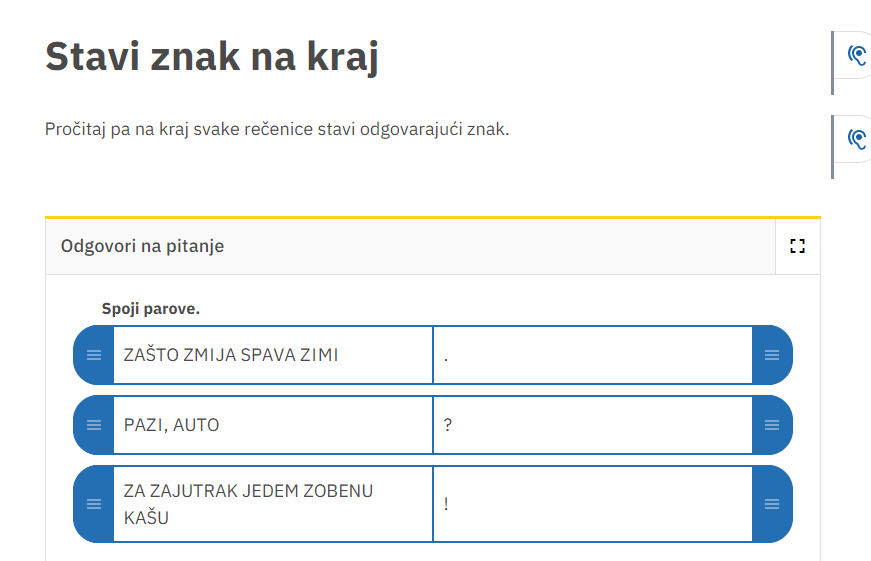 Stavi znak na kraj
Pročitaj pa na kraj svake rečenice stavi odgovarajući znak.
Odgovori na pitanje
Spoji parove.
ZAŠTO ZMIJA SPAVA ZIMI
.
PAZI, AUTO
?
ZA ZAJUTRAK JEDEM ZOBENU
KAŠU
!